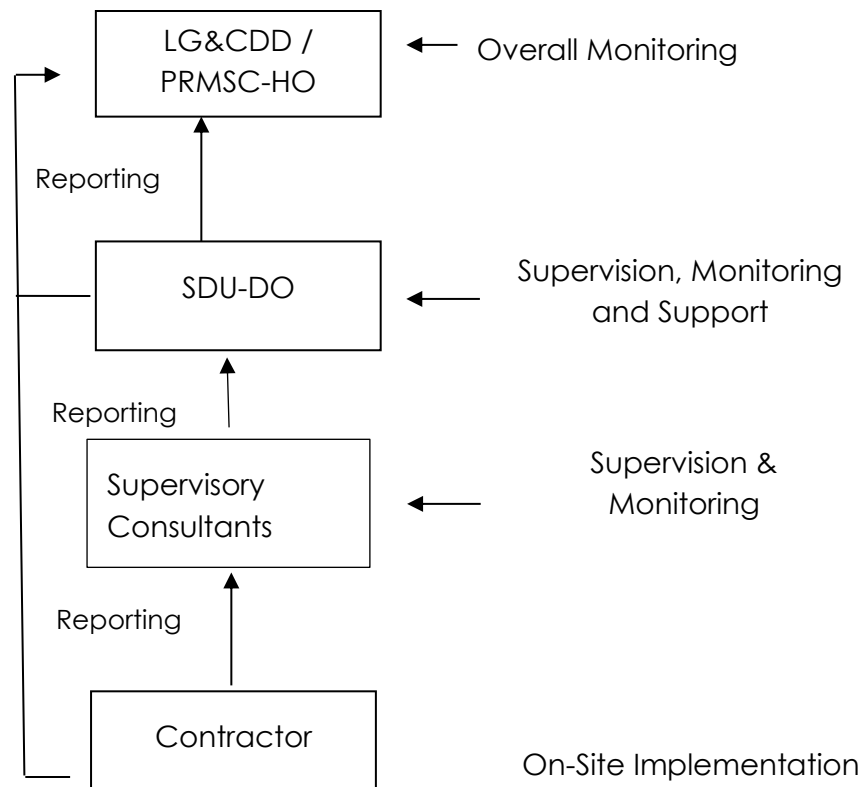 LG&CDD /
PRMSC-HO
Overall Monitoring
Reporting
SDU-DO
Supervision, Monitoring
and Support
Reporting
Supervisory
Consultants
Supervision &
Monitoring
Reporting
Contractor
On-Site Implementation